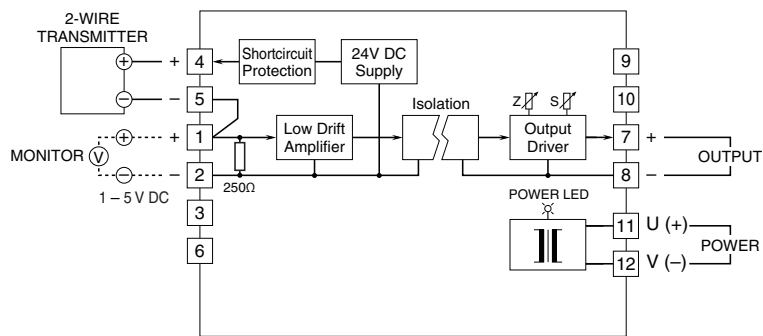 2-WIRE
TRANSMITTER
+
–
+
–
4
5
Shortcircuit
Protection
24V DC
Supply
9
10
MONITOR
V
+
–
+
–
1 – 5 V DC
1
2
250Ω
Low Drift
Amplifier
Isolation
Z
S
Output
Driver
7
8
+
–
OUTPUT
3
6
POWER LED
11
12
U (+)
V (–)
POWER